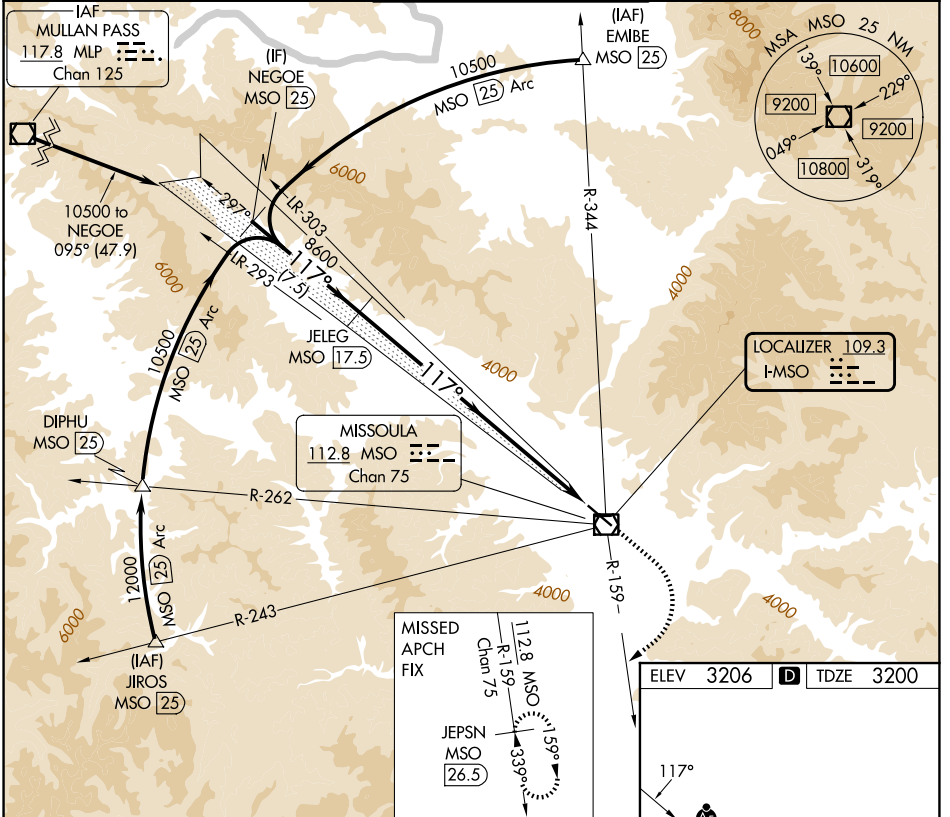 IAF
MULLAN PASS
117.8 MLP
Chan 125
(IF)
NEGOE
MSO 25
(IAF)
EMIBE
MSO 25
10500
MSO 25 Arc
8000
MSA MSO 25 NM
139°
10600
229°
9200
9200
049°
10800
319°
10500 to
NEGOE
095° (47.9)
6000
6000
297°
LR-303
8600
LR-293
(7.5)
117°
R-344
4000
10500
MSO 25 Arc
JELEG
MSO 17.5
117°
4000
LOCALIZER 109.3
I-MSO
DIPHU
MSO 25
MISSOULA
112.8 MSO
Chan 75
R-262
12000
MSO 25 Arc
R-243
R-159
6000
4000
4000
(IAF)
JIROS
MSO 25
MISSED
APCH
FIX
112.8 MSO
R-159
Chan 75
JEPSN
MSO
26.5
159°
339°
ELEV 3206 D TDZE 3200
117°
A